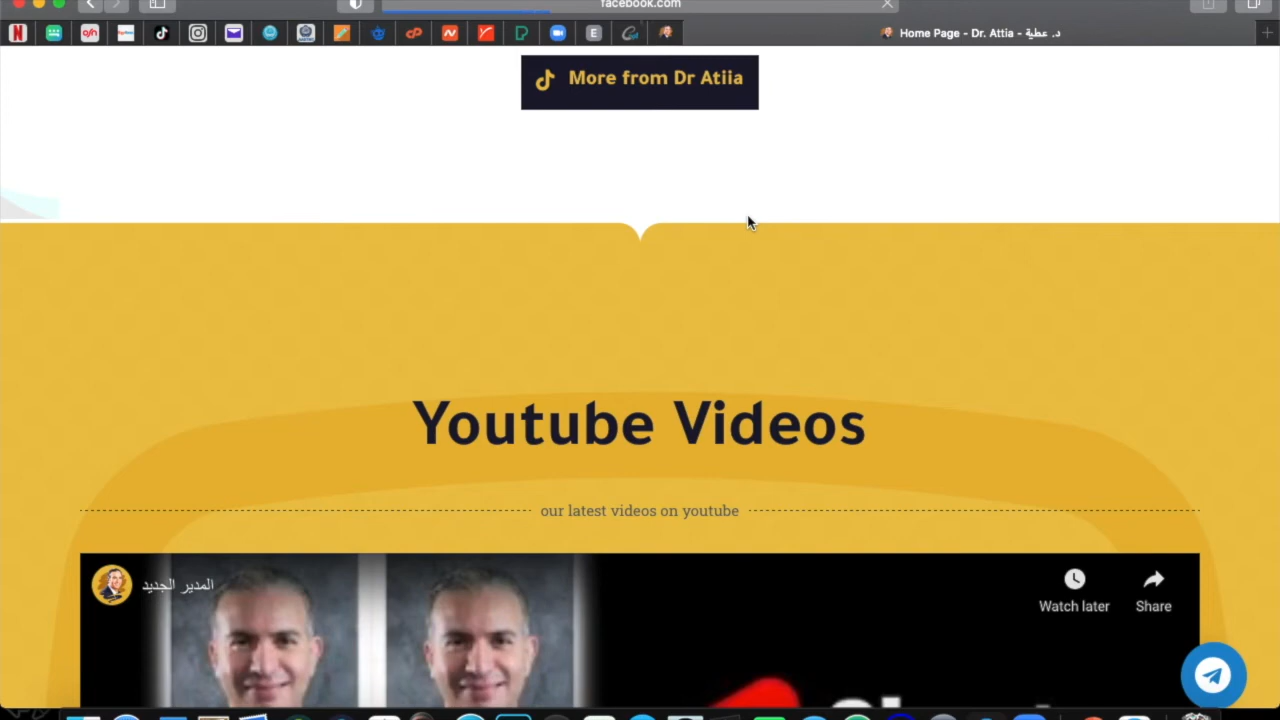 facebook.com
Home Page - Dr. Attia - د. عطية
More from Dr Atiia
Youtube Videos
our latest videos on youtube
المدير الجديد
Watch later
Share